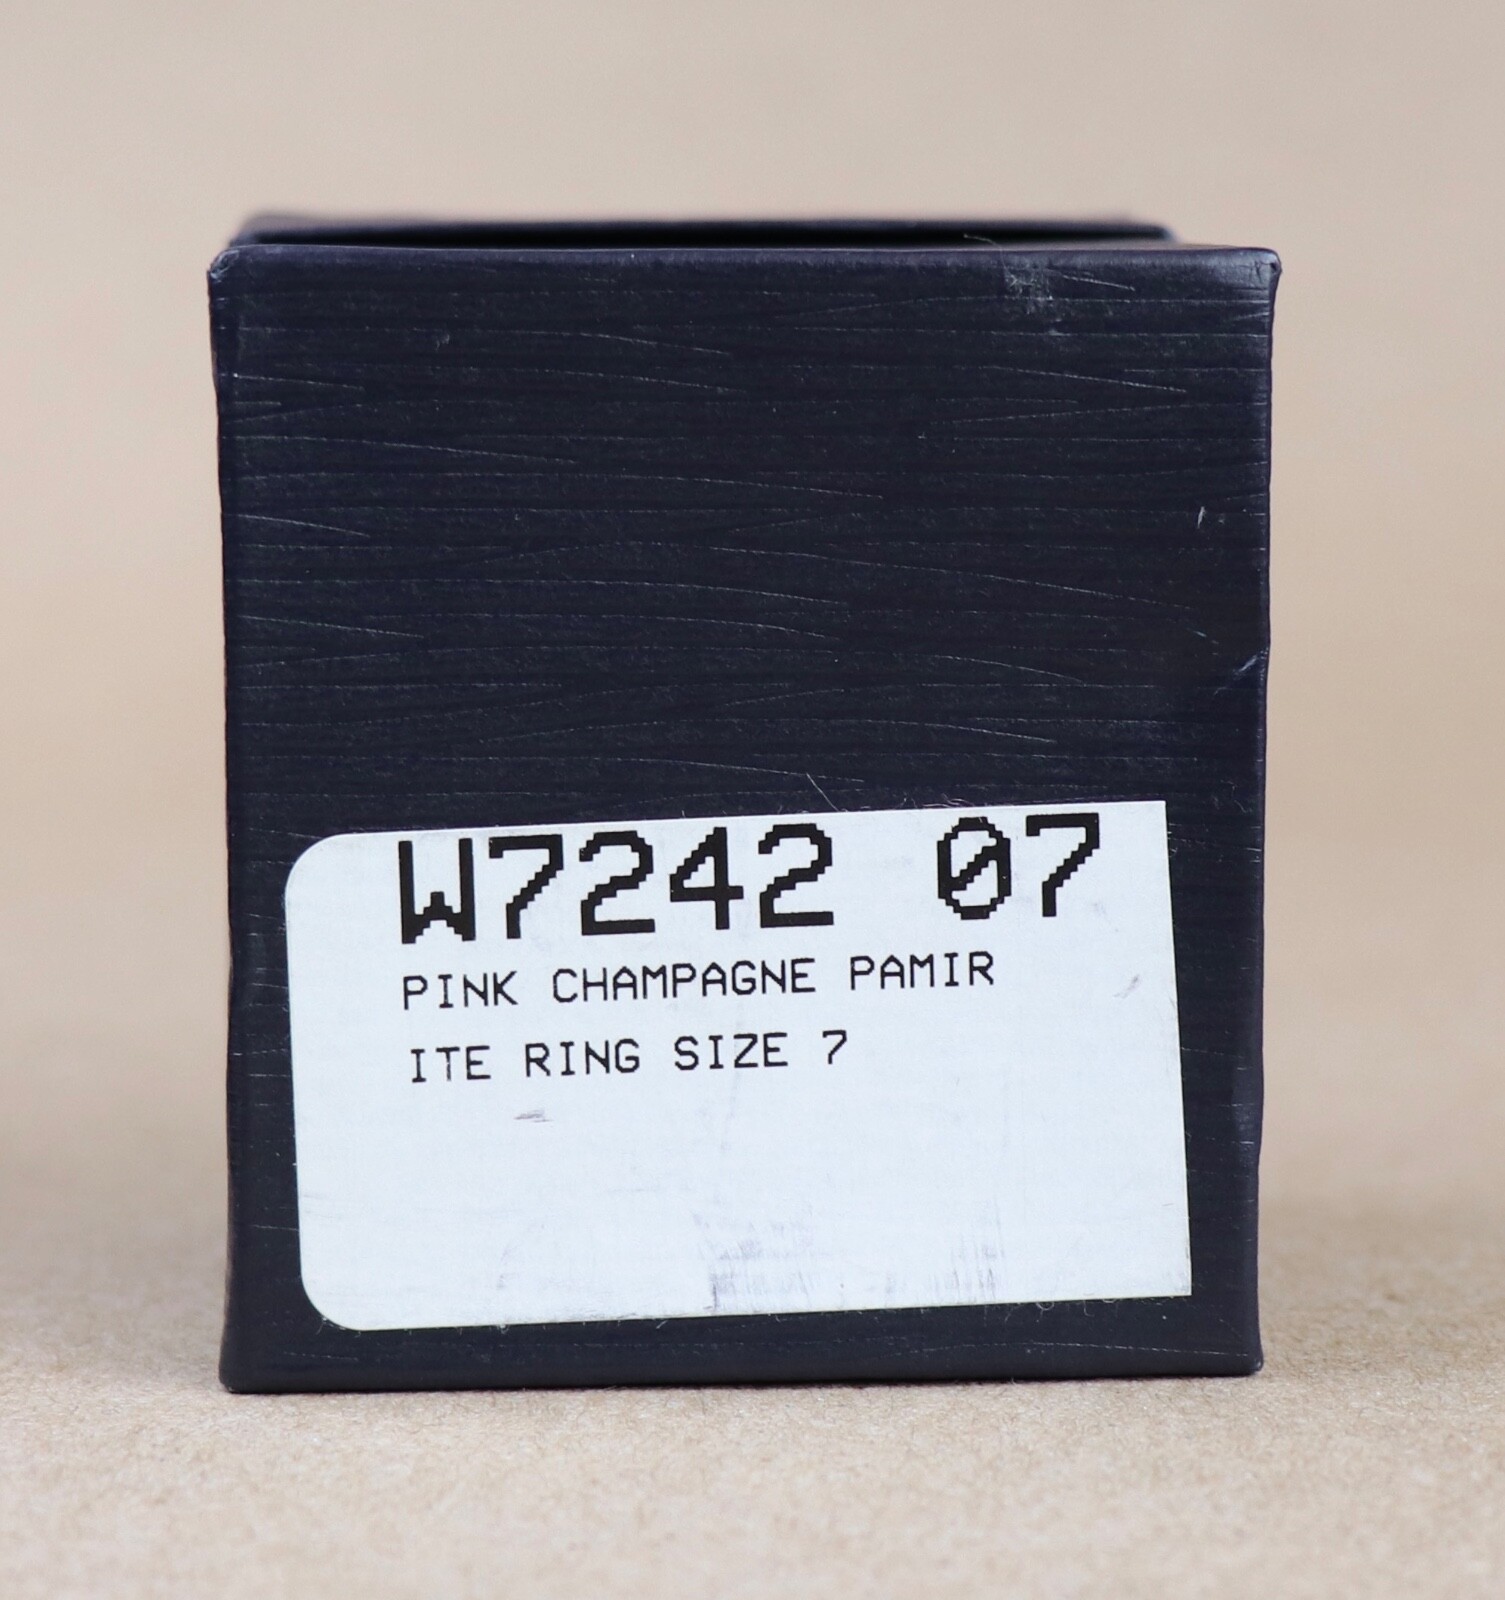 W7242 07
PINK CHAMPAGNE PAMIR
ITE RING SIZE 7